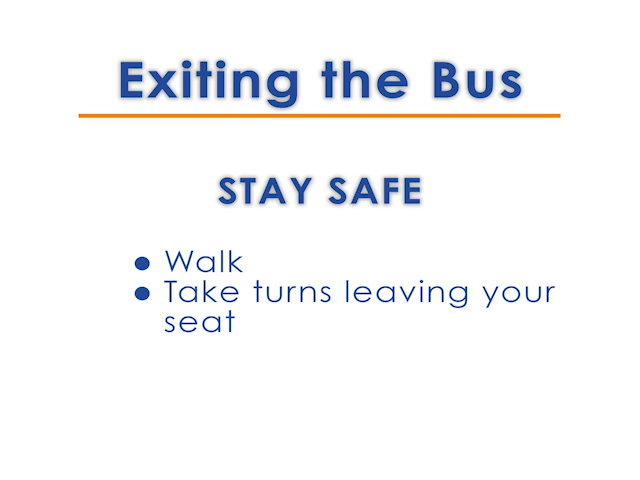 Exiting the Bus
STAY SAFE
● Walk
● Take turns leaving your
seat